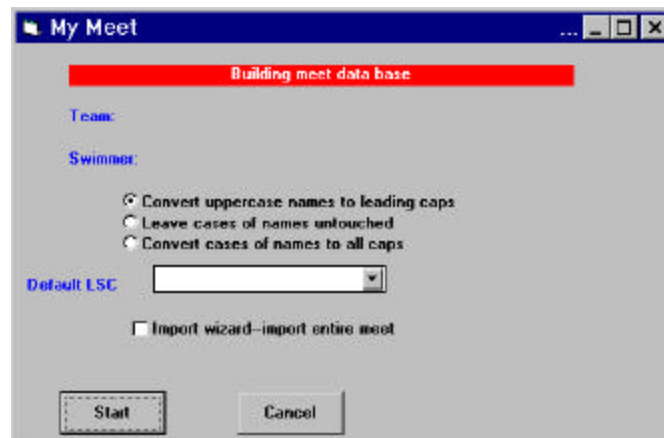 My Meet ...
Building meet data base
Team:
Swimmer:
Convert uppercase names to leading caps
Leave cases of names untouched
Convert cases of names to all caps
Default LSC
Import wizard--import entire meet
Start Cancel